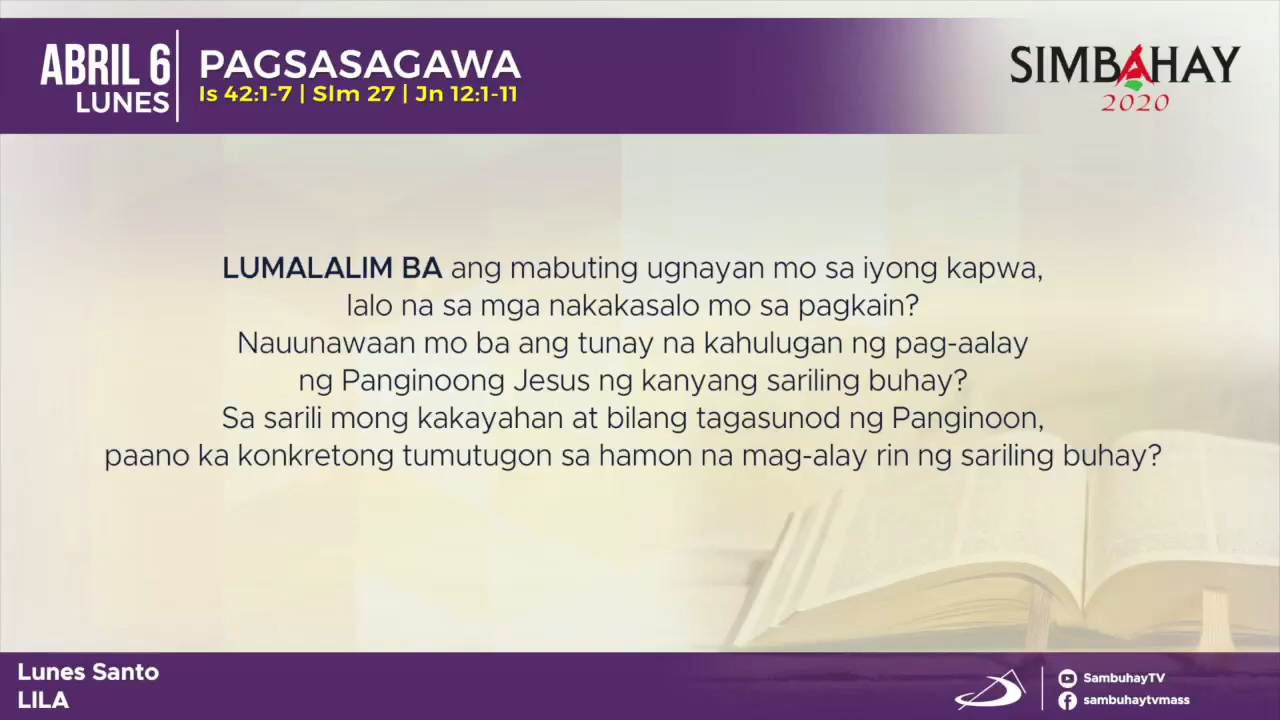 ABRIL 6
LUNES
PAGSASAGAWA
Is 42:1-7 | Slm 27 | Jn 12:1-11
SIMBAHAY
2020
LUMALALIM BA ang mabuting ugnayan mo sa iyong kapwa,
lalo na sa mga nakakasalo mo sa pagkain?
Nauunawaan mo ba ang tunay na kahulugan ng pag-aalay
ng Panginoong Jesus ng kanyang sariling buhay?
Sa sarili mong kakayahan at bilang tagasunod ng Panginoon,
paano ka konkretong tumutugon sa hamon na mag-alay rin ng sariling buhay?
Lunes Santo
LILA
SambuhayTV
sambuhaytvmass